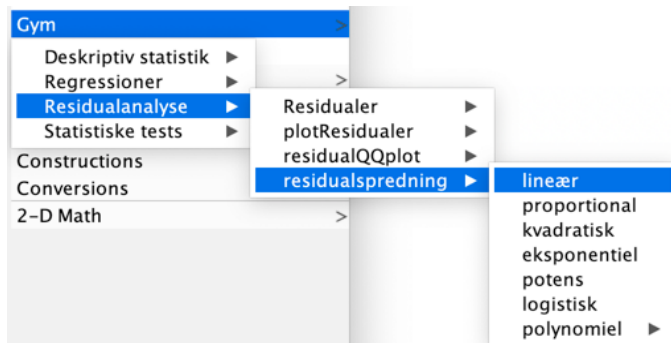 Gym >
Deskriptiv statistik ▶
Regressioner ▶ >
Residualanalyse ▶
Statistiske tests ▶
Constructions
Conversions
2-D Math >
Residualer ▶
plotResidualer ▶
residualQQplot ▶
residualspredning ▶
lineær
proportional
kvadratisk
eksponentiel
potens
logistisk
polynomiel ▶